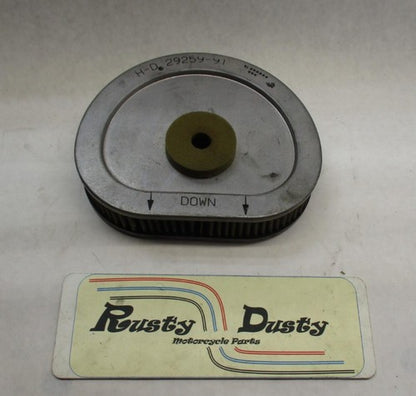 H-D 29259-91
DOWN
Rusty Dusty
Motorcycle Parts